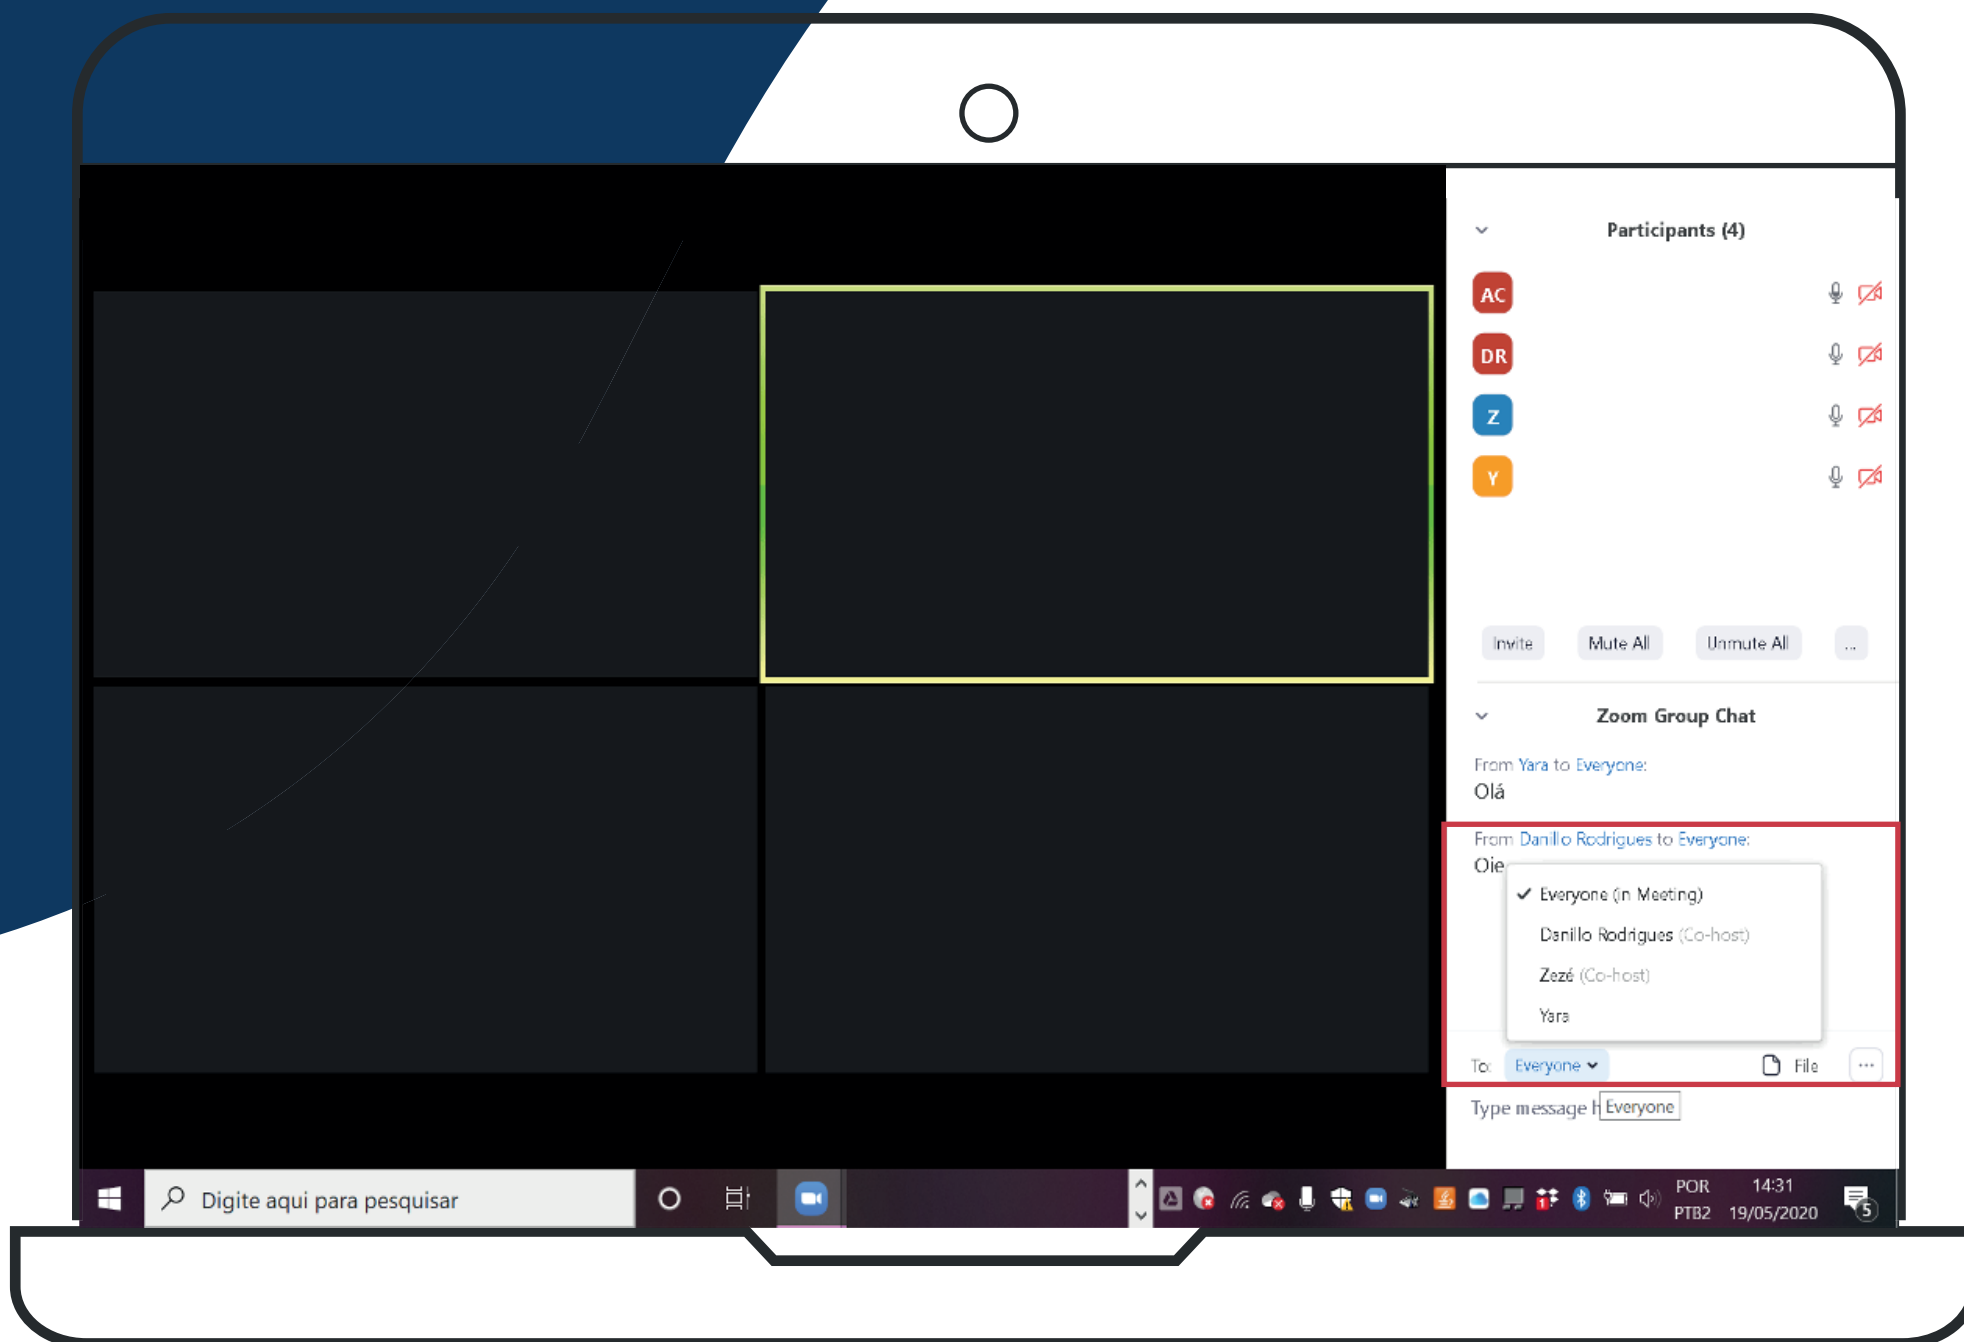 Participants (4)
AC
DR
Z
Y
Invite Mute All Unmute All ...
Zoom Group Chat
From Yara to Everyone:
Olá
From Danillo Rodrigues to Everyone:
Oie
Everyone (in Meeting)
Danillo Rodrigues (Co-host)
Zezé (Co-host)
Yara
To: Everyone File ...
Type message h Everyone
Digite aqui para pesquisar
POR 14:31
PTB2 19/05/2020
5